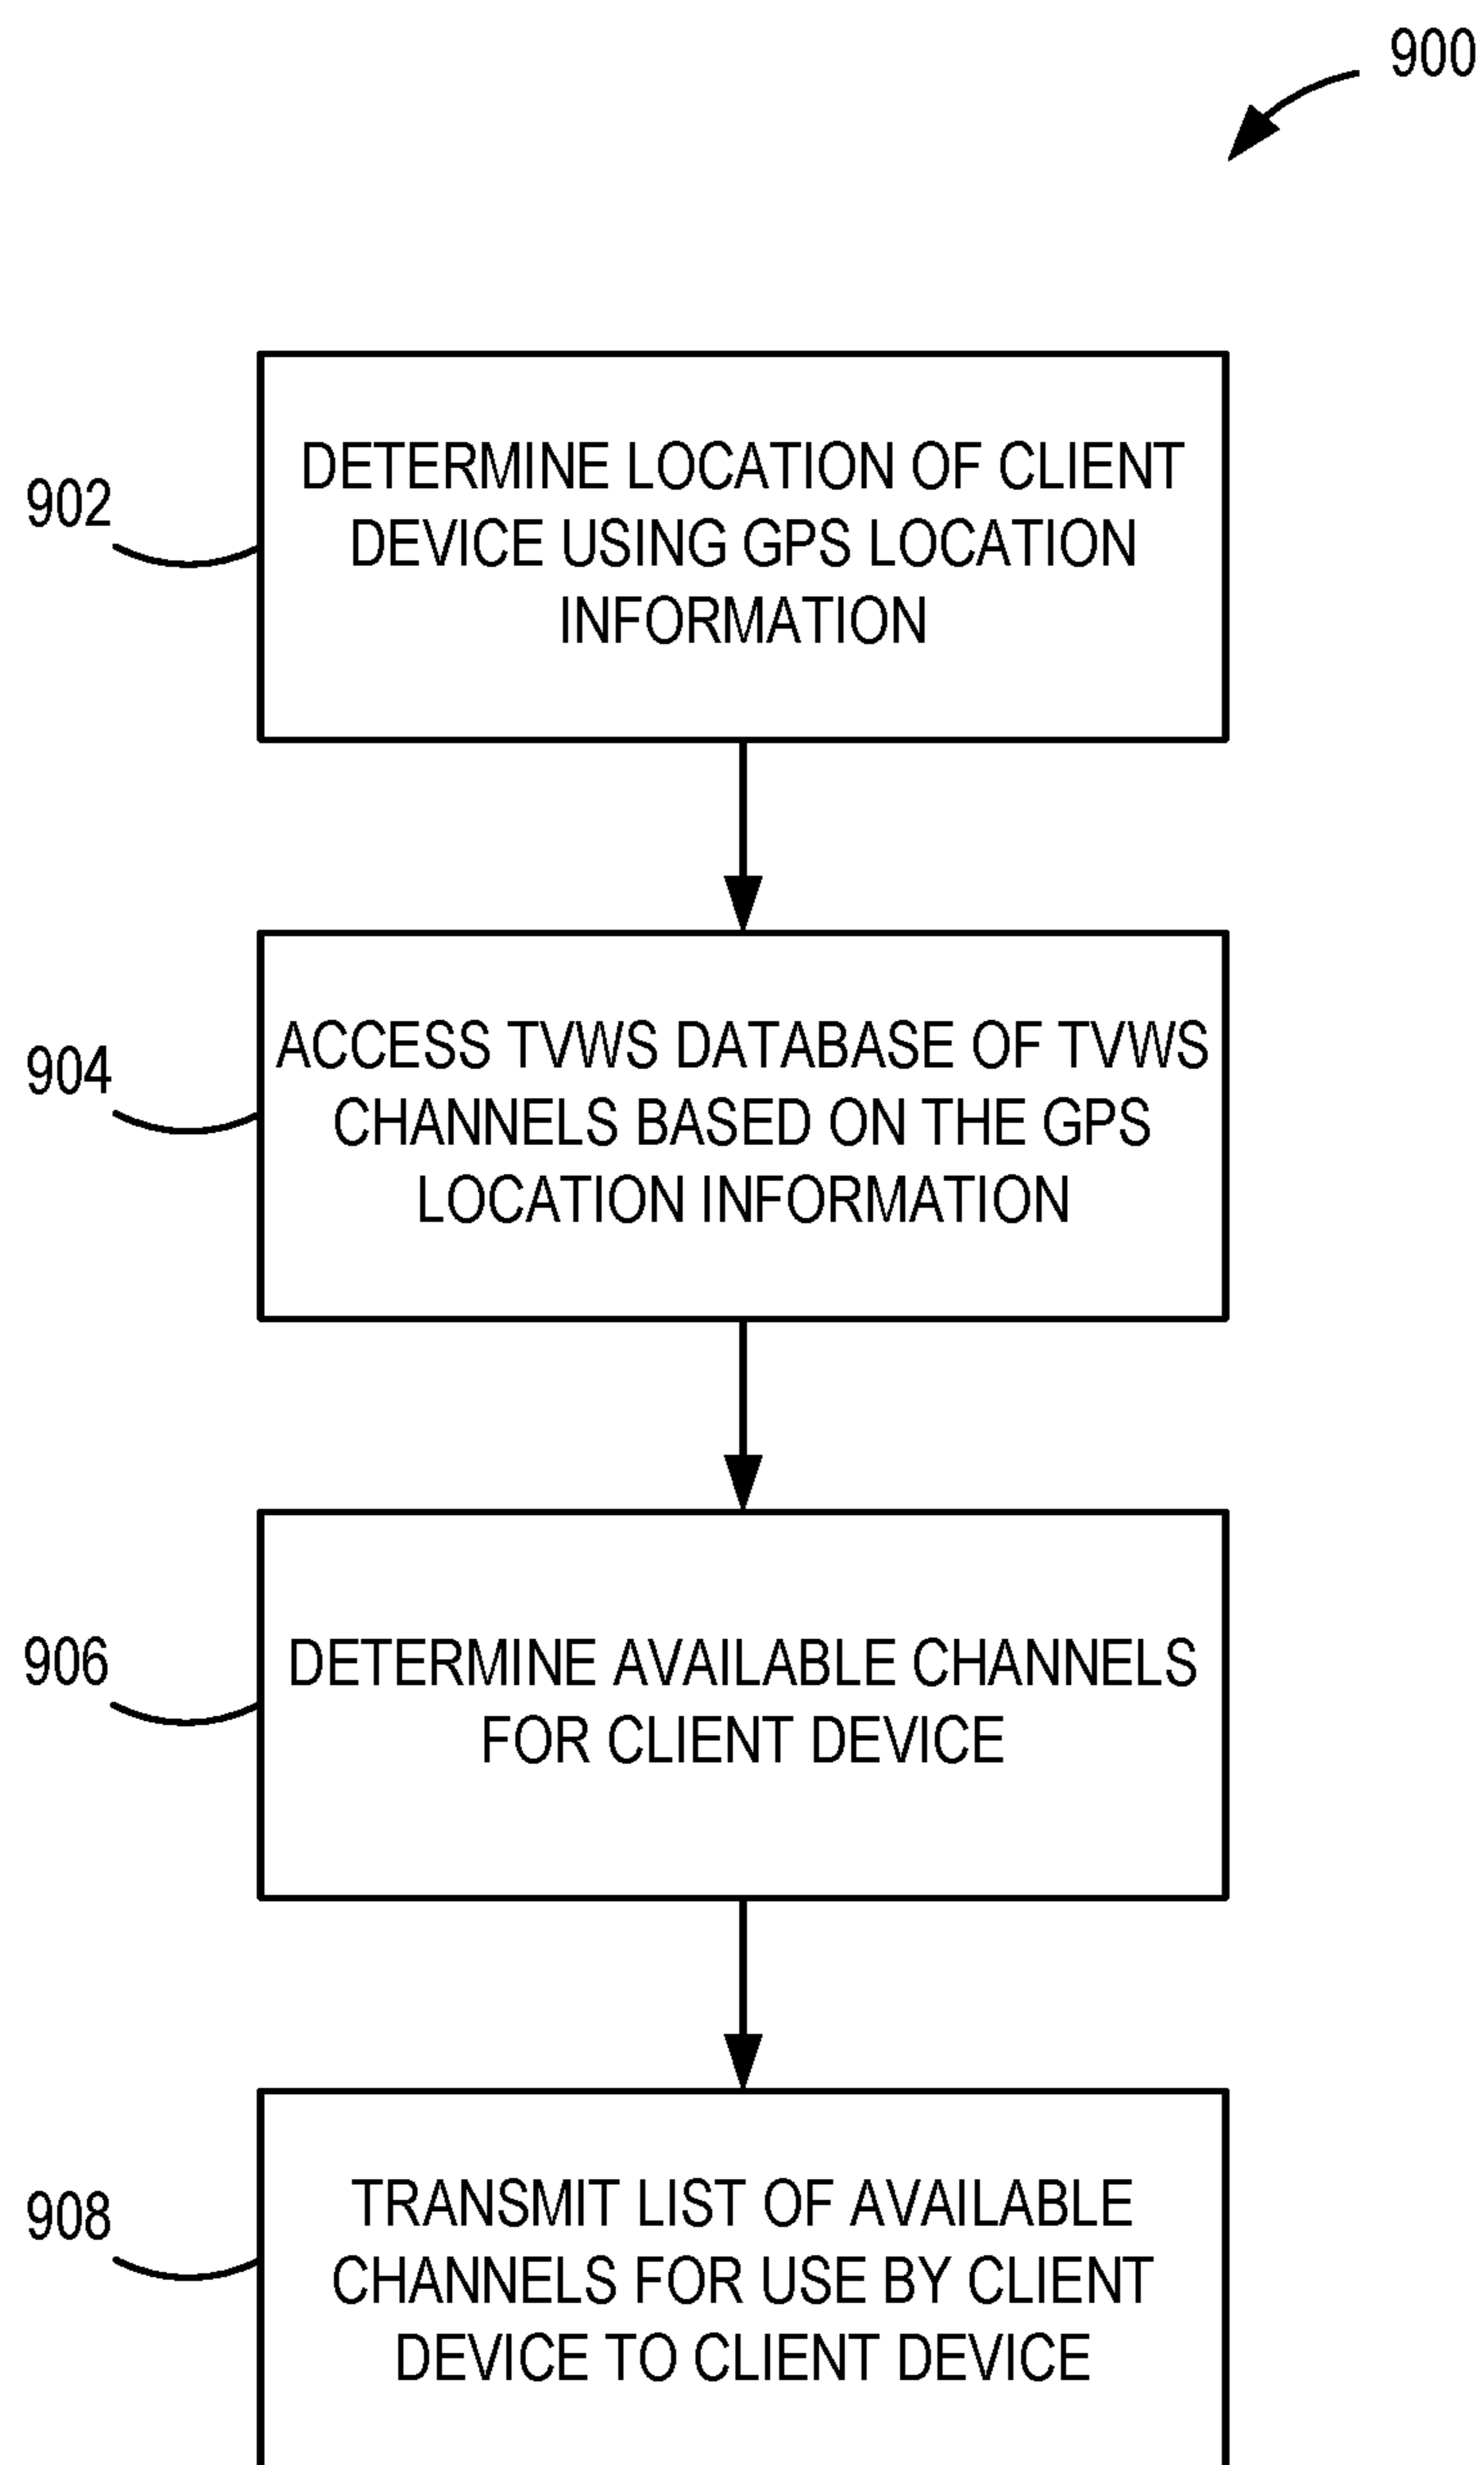 900
902
DETERMINE LOCATION OF CLIENT
DEVICE USING GPS LOCATION
INFORMATION
904
ACCESS TVWS DATABASE OF TVWS
CHANNELS BASED ON THE GPS
LOCATION INFORMATION
906
DETERMINE AVAILABLE CHANNELS
FOR CLIENT DEVICE
908
TRANSMIT LIST OF AVAILABLE
CHANNELS FOR USE BY CLIENT
DEVICE TO CLIENT DEVICE